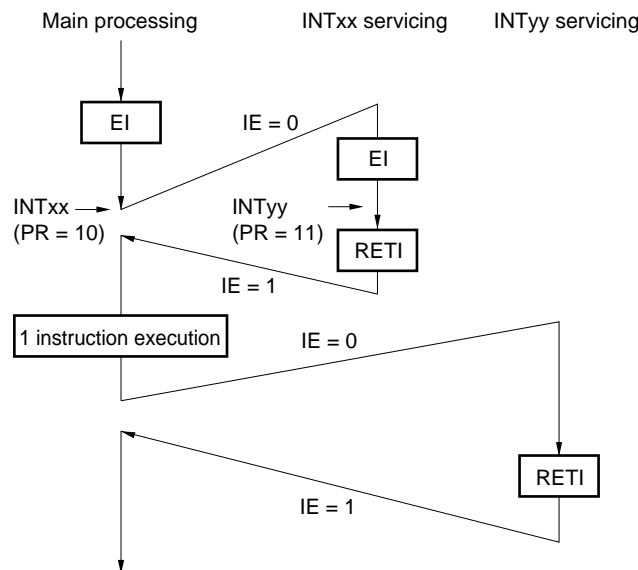 Main processing
INTxx servicing
INTyy servicing
EI
IE = 0
EI
INTxx
(PR = 10)
INTyy
(PR = 11)
RETI
IE = 1
1 instruction execution
IE = 0
RETI
IE = 1